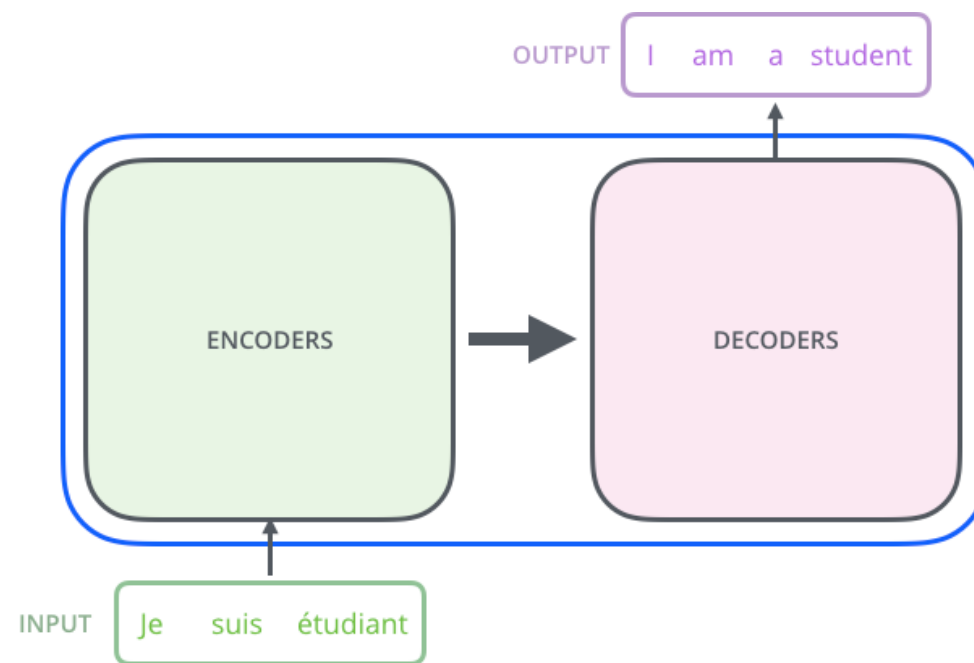 OUTPUT I am a student
ENCODERS DECODERS
INPUT Je suis étudiant